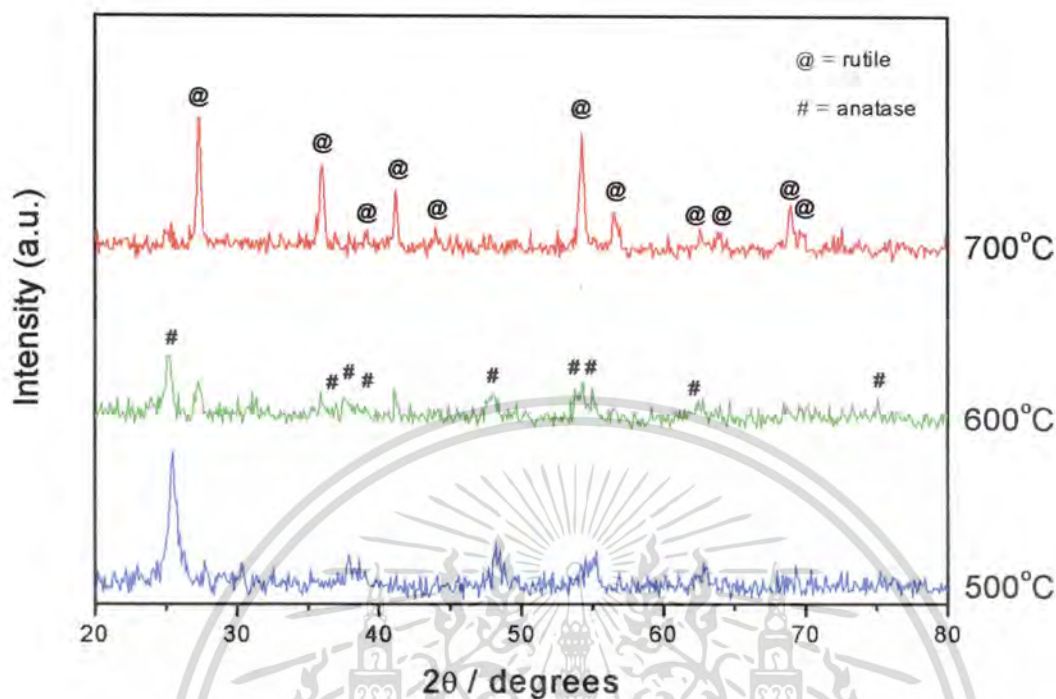 @ = rutile
# = anatase
@ @ @ @ @ @ @ @ @ @ @
700°C
# # # # # # # # #
600°C
500°C
Intensity (a.u.)
20 30 40 50 60 70 80
2θ / degrees